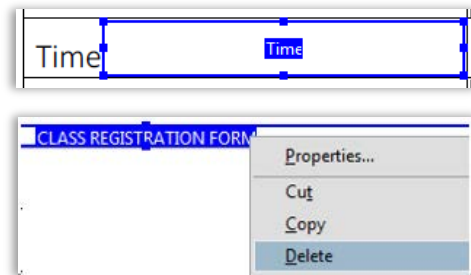 Time Time
CLASS REGISTRATION FORM
Properties...
Cut
Copy
Delete